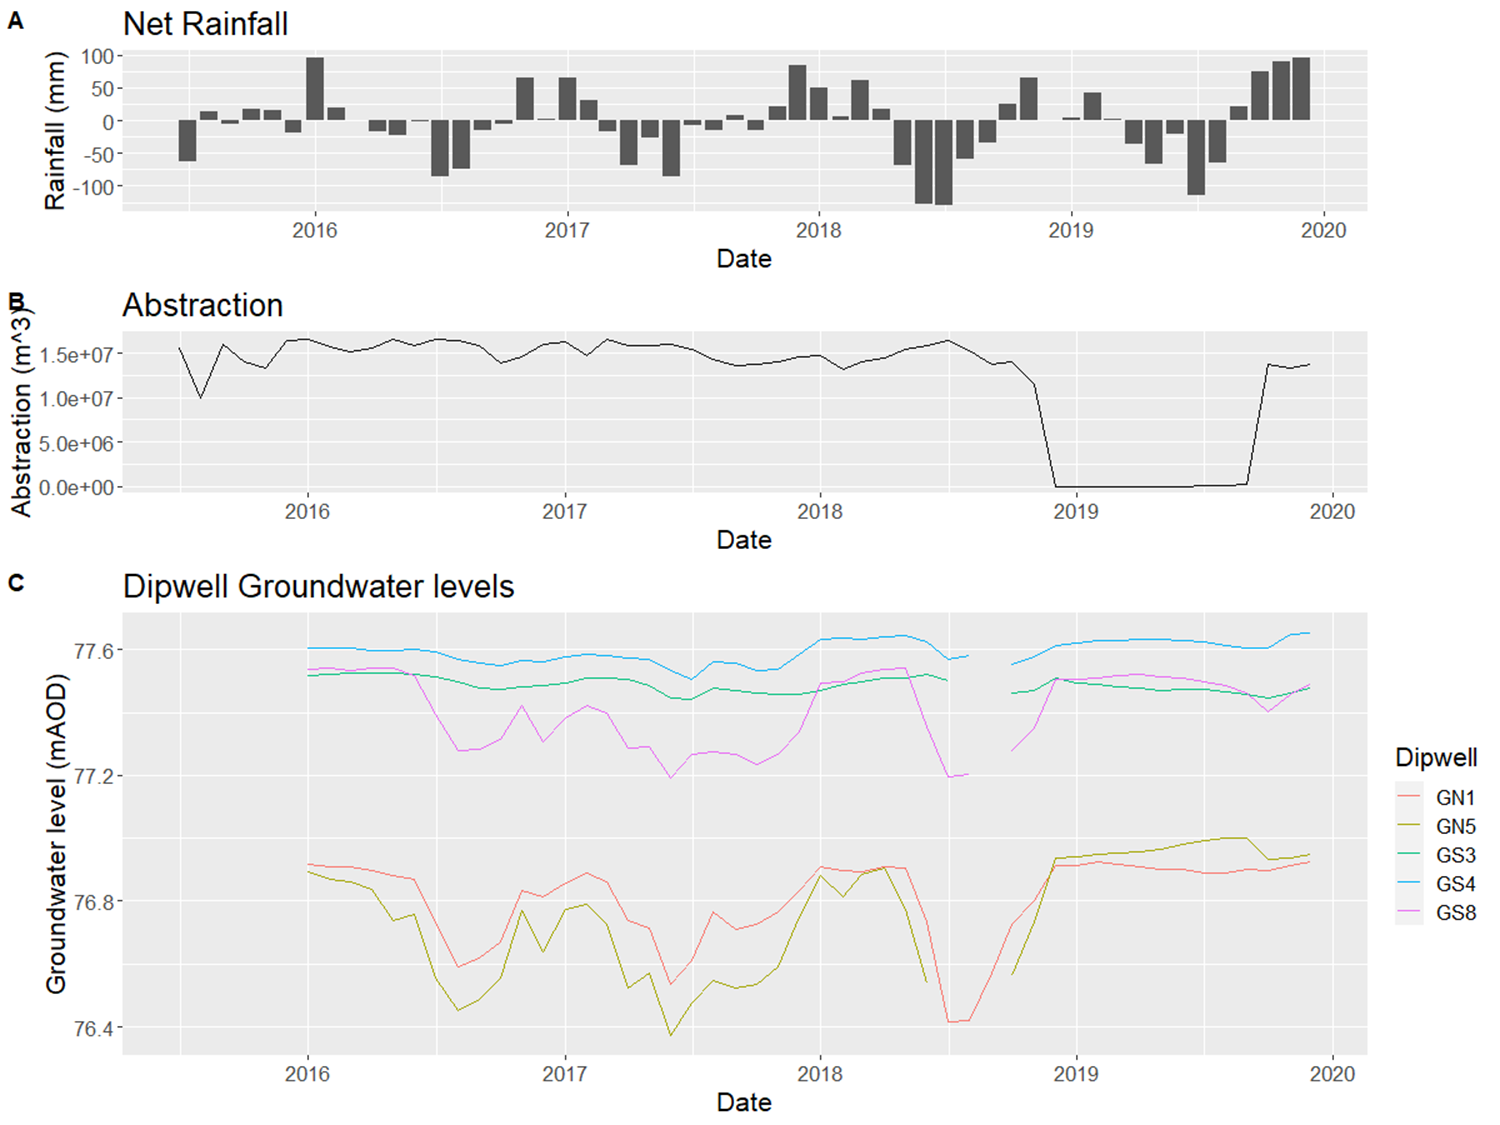 A
Net Rainfall
Rainfall (mm)
100
50
0
-50
-100
2016 2017 2018 2019 2020
Date
B
Abstraction
Abstraction (m^3)
1.5e+07
1.0e+07
5.0e+06
0.0e+00
2016 2017 2018 2019 2020
Date
C
Dipwell Groundwater levels
Groundwater level (mAOD)
77.6
77.2
76.8
76.4
2016 2017 2018 2019 2020
Date
Dipwell
GN1
GN5
GS3
GS4
GS8